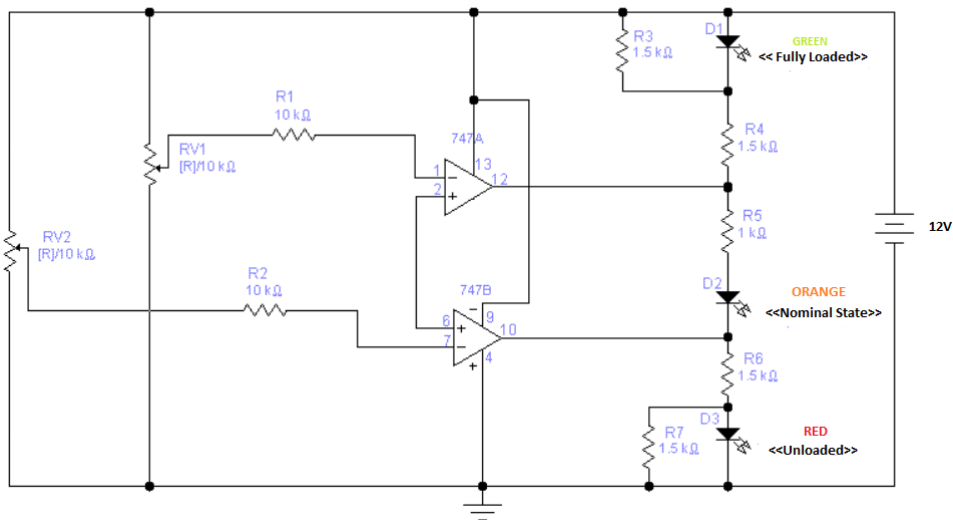 D1
GREEN
<< Fully Loaded>>
R3
1.5 kΩ
R1
10 kΩ
R4
1.5 kΩ
747A
RV1
[R]/10 kΩ
1
−
13
12
2
+
R5
1 kΩ
12V
RV2
[R]/10 kΩ
R2
10 kΩ
D2
ORANGE
<<Nominal State>>
747B
−
9
6
+
10
7
−
4
+
R6
1.5 kΩ
D3
RED
<<Unloaded>>
R7
1.5 kΩ